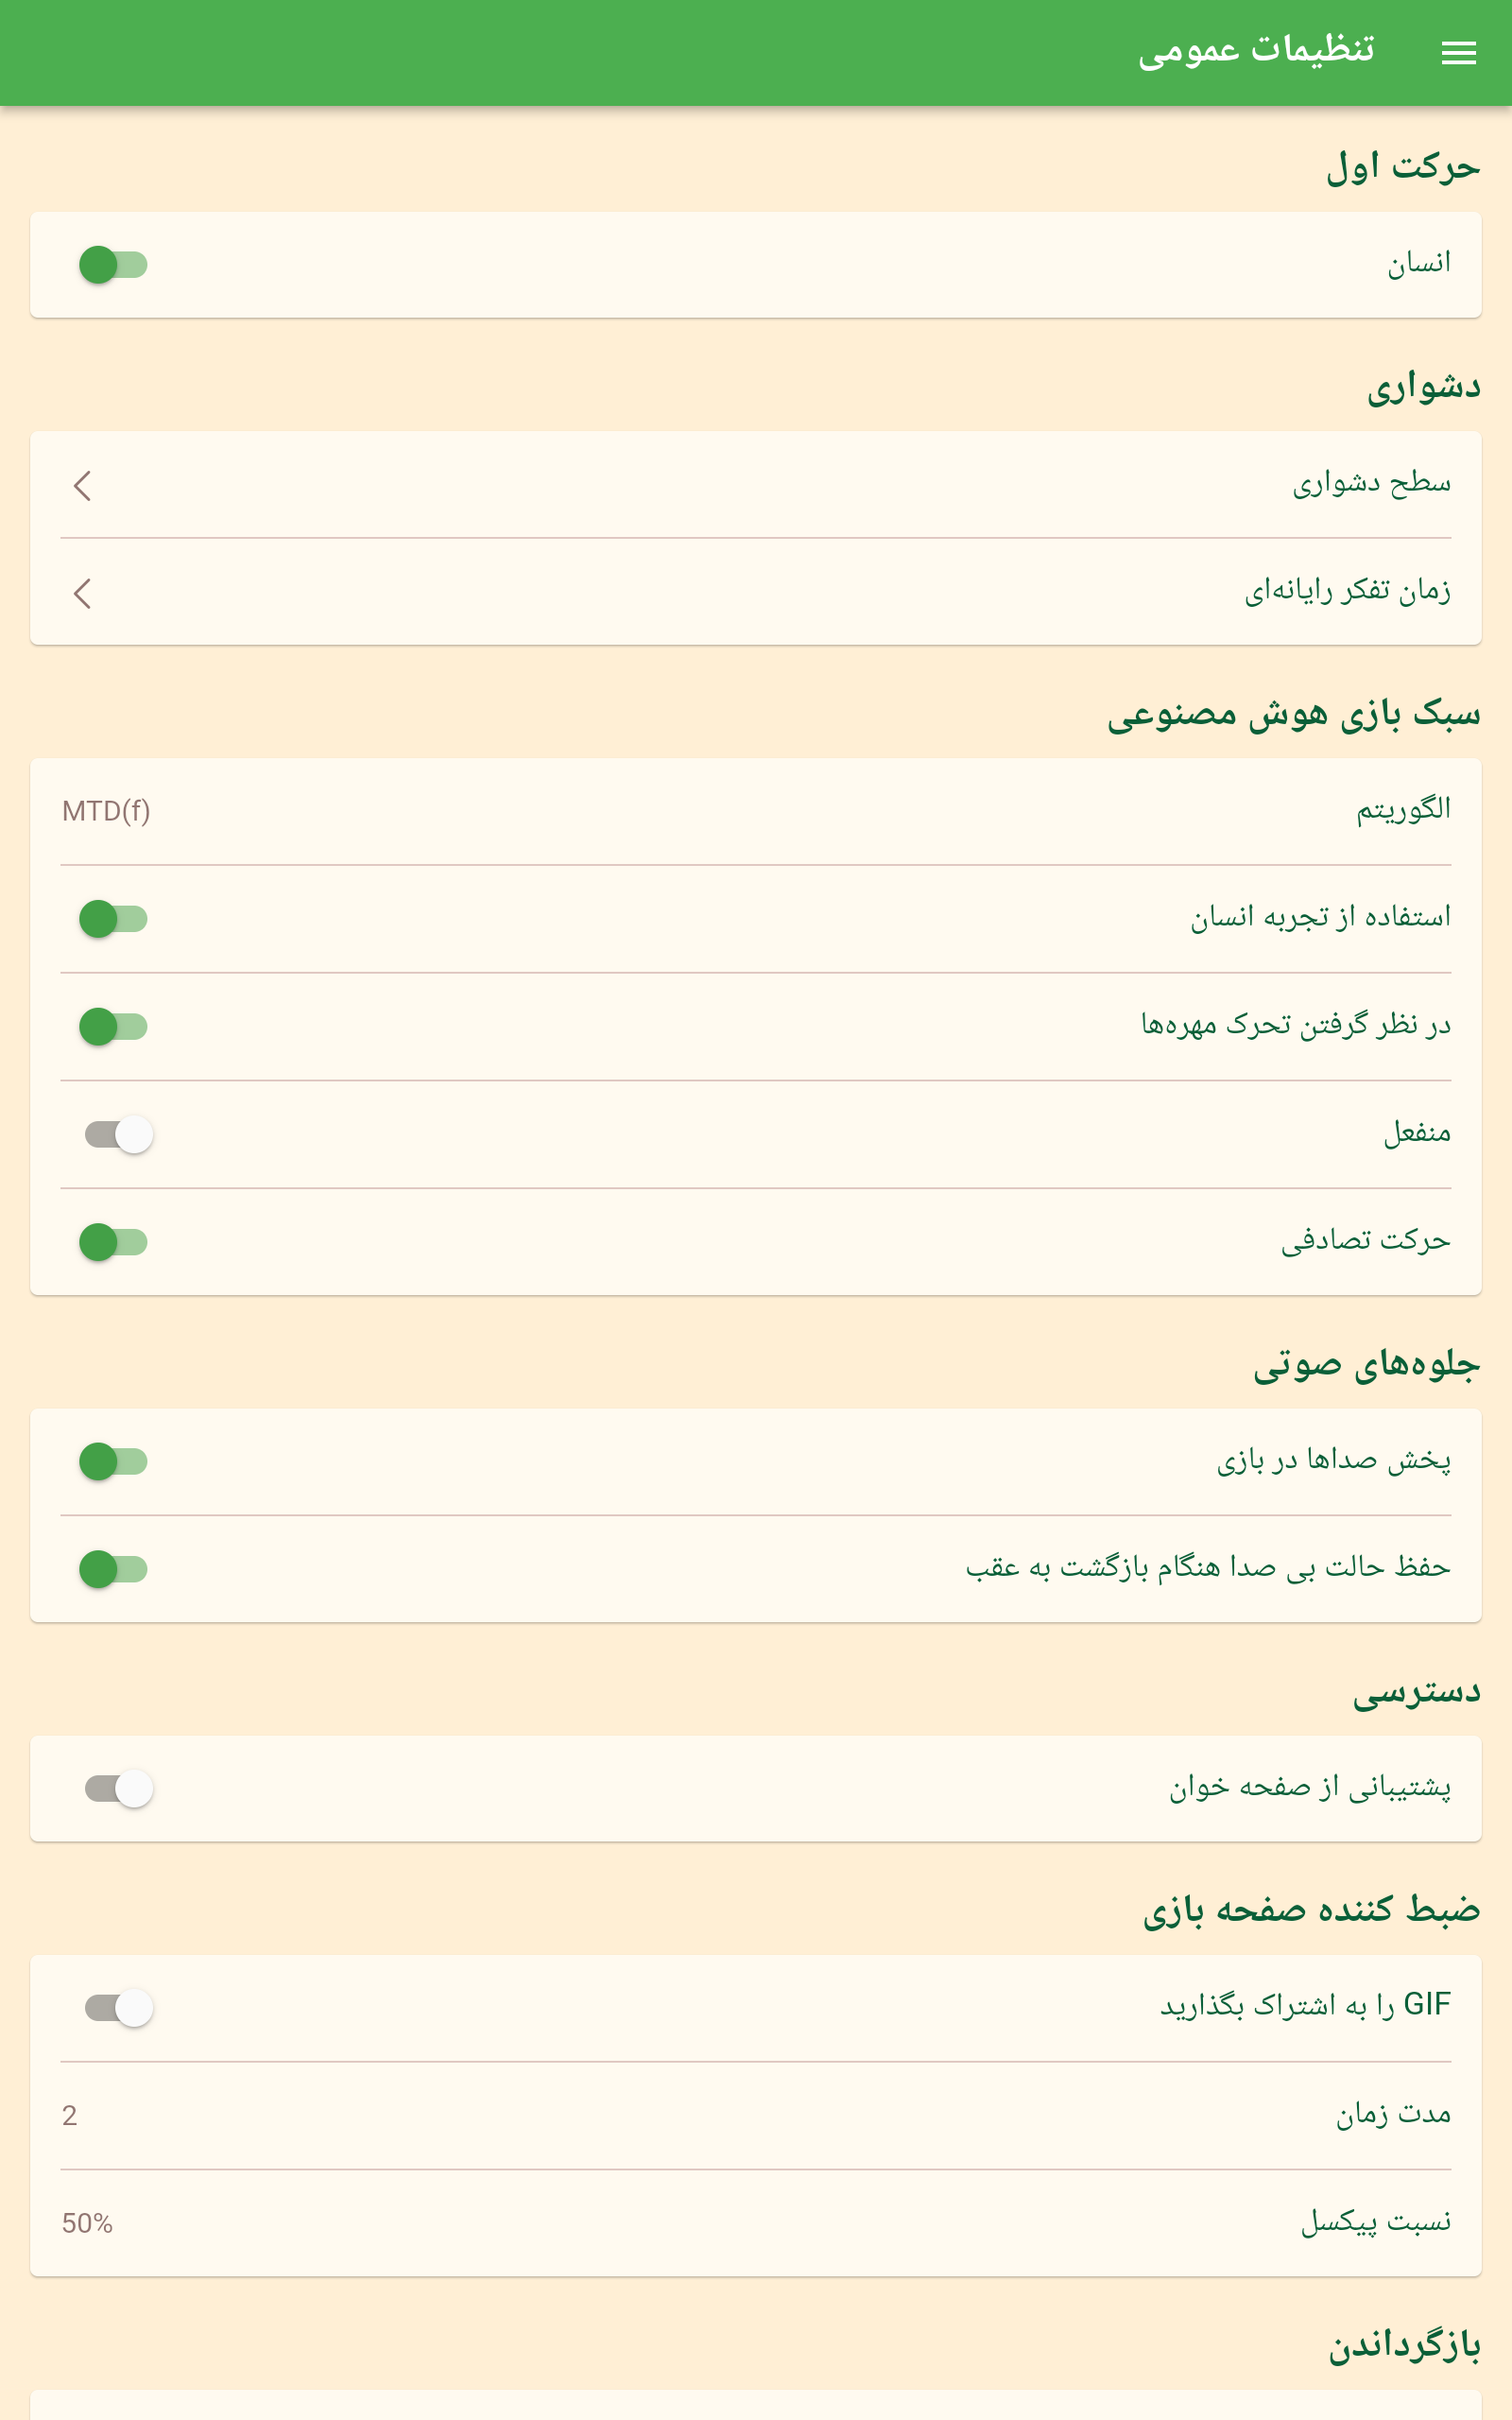 تنظیمات عمومی
حرکت اول
انسان
دشواری
سطح دشواری
زمان تفکر رایانه‌ای
سبک بازی هوش مصنوعی
الگوریتم MTD(f)
استفاده از تجربه انسان
در نظر گرفتن تحرک مهره‌ها
منفعل
حرکت تصادفی
جلوه‌های صوتی
پخش صداها در بازی
حفظ حالت بی صدا هنگام بازگشت به عقب
دسترسی
پشتیبانی از صفحه خوان
ضبط کننده صفحه بازی
GIF را به اشتراک بگذارید
مدت زمان 2
نسبت پیکسل 50%
بازگرداندن